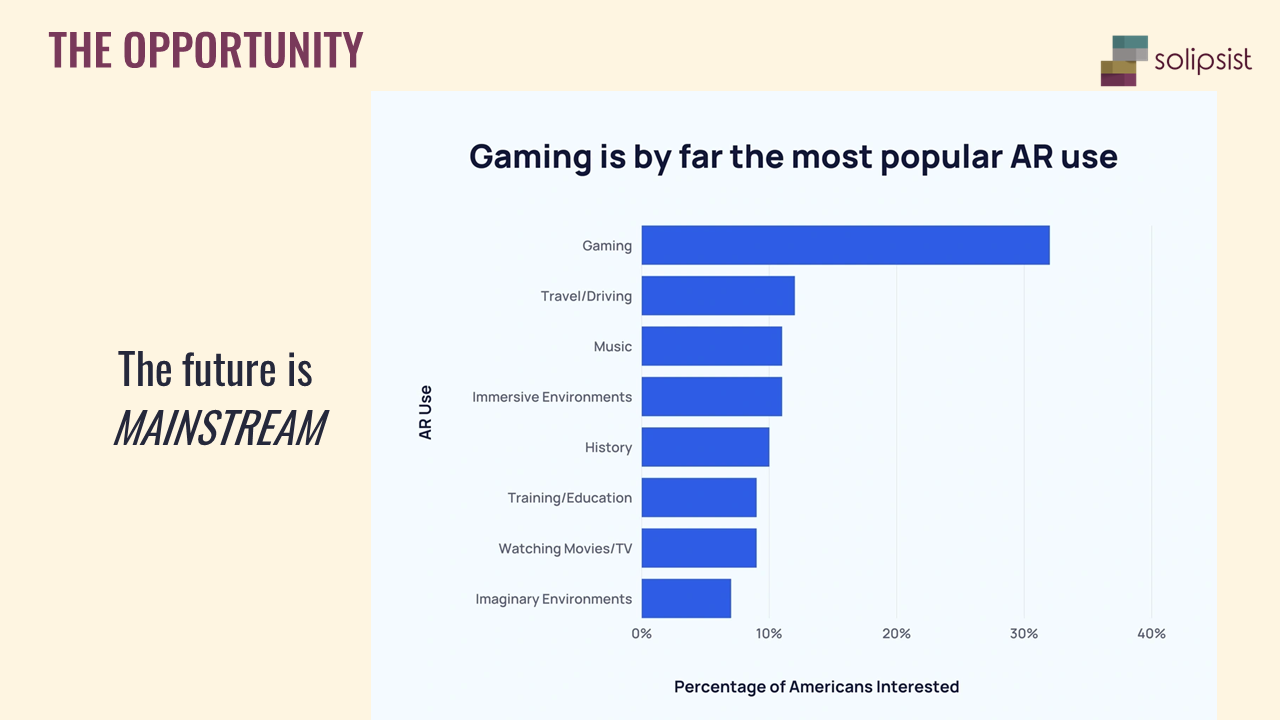 THE OPPORTUNITY
solipsist
The future is
MAINSTREAM
Gaming is by far the most popular AR use
AR Use
Gaming
Travel/Driving
Music
Immersive Environments
History
Training/Education
Watching Movies/TV
Imaginary Environments
0% 10% 20% 30% 40%
Percentage of Americans Interested